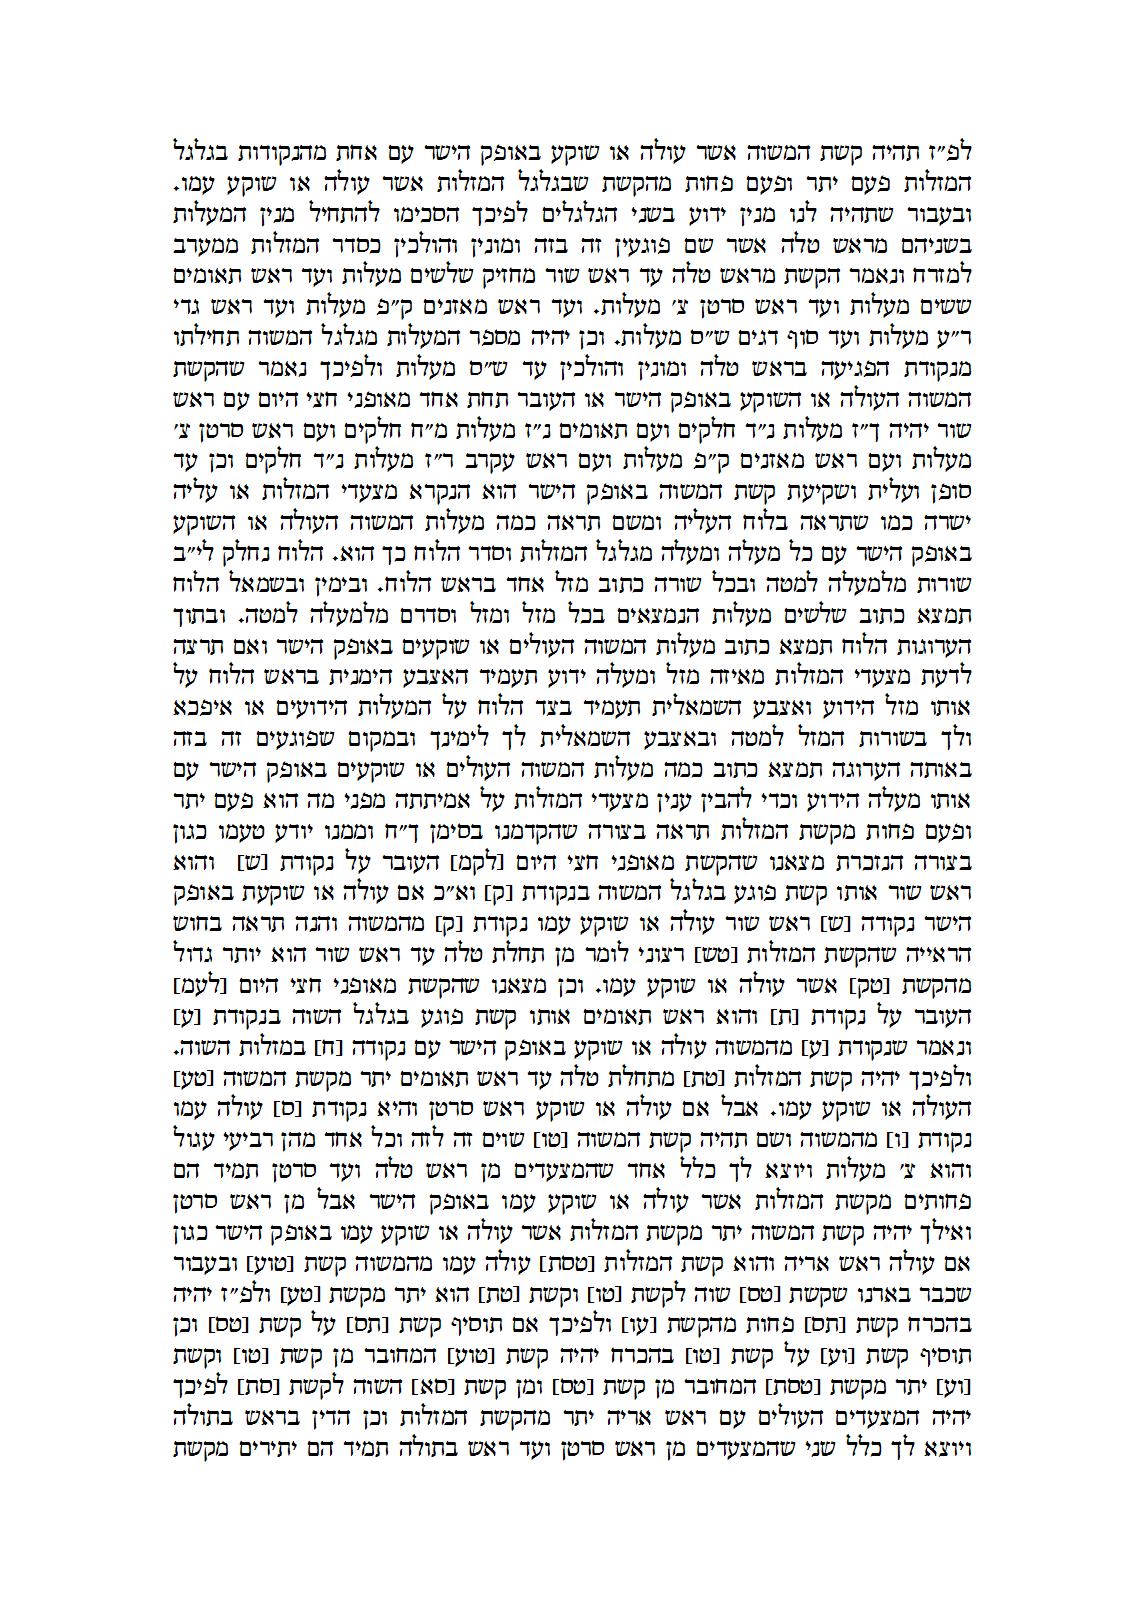 לפ״ז תהיה קשת המשוה אשר עולה או שוקע באופק הישר עם אחת מהנקודות בגלגל
המזלות פעם יתר ופעם פחות מהקשת שבגלגל המזלות אשר עולה או שוקע עמו.
ובעבור שתהיה לנו מנין ידוע בשני הגלגלים לפיכך הסכימו להתחיל מנין המעלות
בשניהם מראש טלה אשר שם פוגעין זה בזה ומונין והולכין כסדר המזלות ממערב
למזרח ונאמר הקשת מראש טלה עד ראש שור מחזיק שלשים מעלות ועד ראש תאומים
ששים מעלות ועד ראש סרטן צ׳ מעלות. ועד ראש מאזנים ק״פ מעלות ועד ראש גדי
ר״ע מעלות ועד סוף דגים ש״ס מעלות. וכן יהיה מספר המעלות מגלגל המשוה תחילתו
מנקודת הפגיעה בראש טלה ומונין והולכין עד ש״ס מעלות ולפיכך נאמר שהקשת
המשוה העולה או השוקע באופק הישר או העובר תחת אחד מאופני חצי היום עם ראש
שור יהיה ך״ז מעלות נ״ד חלקים ועם תאומים נ״ז מעלות מ״ח חלקים ועם ראש סרטן צ׳
מעלות ועם ראש מאזנים ק״פ מעלות ועם ראש עקרב ר״ז מעלות נ״ד חלקים וכן עד
סופן ועלית ושקיעת קשת המשוה באופק הישר הוא הנקרא מצעדי המזלות או עליה
ישרה כמו שתראה בלוח העליה ומשם תראה כמה מעלות המשוה העולה או השוקע
באופק הישר עם כל מעלה ומעלה מגלגל המזלות וסדר הלוח כך הוא. הלוח נחלק לי״ב
שורות מלמעלה למטה ובכל שורה כתוב מזל אחד בראש הלוח. ובימין ובשמאל הלוח
תמצא כתוב שלשים מעלות הנמצאים בכל מזל ומזל וסדרם מלמעלה למטה. ובתוך
הערוגות הלוח תמצא כתוב מעלות המשוה העולים או שוקעים באופק הישר ואם תרצה
לדעת מצעדי המזלות מאיזה מזל ומעלה ידוע תעמיד האצבע הימנית בראש הלוח על
אותו מזל הידוע ואצבע השמאלית תעמיד בצד הלוח על המעלות הידועים או איפכא
ולך בשורות המזל למטה ובאצבע השמאלית לך לימינך ובמקום שפוגעים זה בזה
באותה הערוגה תמצא כתוב כמה מעלות המשוה העולים או שוקעים באופק הישר עם
אותו מעלה הידוע וכדי להבין ענין מצעדי המזלות על אמיתתה מפני מה הוא פעם יתר
ופעם פחות מקשת המזלות תראה בצורה שהקדמנו בסימן ך״ח וממנו יודע טעמו כגון
בצורה הנזכרת מצאנו שהקשת מאופני חצי היום [לקמ] העובר על נקודת [ש]  והוא
ראש שור אותו קשת פוגע בגלגל המשוה בנקודת [ק] וא״כ אם עולה או שוקעת באופק
הישר נקודה [ש] ראש שור עולה או שוקע עמו נקודת [ק] מהמשוה והנה תראה בחוש
הראייה שהקשת המזלות [טש] רצוני לומר מן תחלת טלה עד ראש שור הוא יותר גדול
מהקשת [טק] אשר עולה או שוקע עמו. וכן מצאנו שהקשת מאופני חצי היום [לעמ]
העובר על נקודת [ת] והוא ראש תאומים אותו קשת פוגע בגלגל השוה בנקודת [ע]
ונאמר שנקודת [ע] מהמשוה עולה או שוקע באופק הישר עם נקודה [ח] במזלות השוה.
ולפיכך יהיה קשת המזלות [טת] מתחלת טלה עד ראש תאומים יתר מקשת המשוה [טע]
העולה או שוקע עמו. אבל אם עולה או שוקע ראש סרטן והיא נקודת [ס] עולה עמו
נקודת [ו] מהמשוה ושם תהיה קשת המשוה [טו] שוים זה לזה וכל אחד מהן רביעי עגול
והוא צ׳ מעלות ויוצא לך כלל אחד שהמצעדים מן ראש טלה ועד סרטן תמיד הם
פחותים מקשת המזלות אשר עולה או שוקע עמו באופק הישר אבל מן ראש סרטן
ואילך יהיה קשת המשוה יתר מקשת המזלות אשר עולה או שוקע עמו באופק הישר כגון
אם עולה ראש אריה והוא קשת המזלות [טסת] עולה עמו מהמשוה קשת [טוע] ובעבור
שכבר בארנו שקשת [טס] שוה לקשת [טו] וקשת [טת] הוא יתר מקשת [טע] ולפ״ז יהיה
בהכרח קשת [תס] פחות מהקשת [עו] ולפיכך אם תוסיף קשת [תס] על קשת [טס] וכן
תוסיף קשת [וע] על קשת [טו] בהכרח יהיה קשת [טוע] המחובר מן קשת [טו] וקשת
[וע] יתר מקשת [טסת] המחובר מן קשת [טס] ומן קשת [סא] השוה לקשת [סת] לפיכך
יהיה המצעדים העולים עם ראש אריה יתר מהקשת המזלות וכן הדין בראש בתולה
ויוצא לך כלל שני שהמצעדים מן ראש סרטן ועד ראש בתולה תמיד הם יתירים מקשת